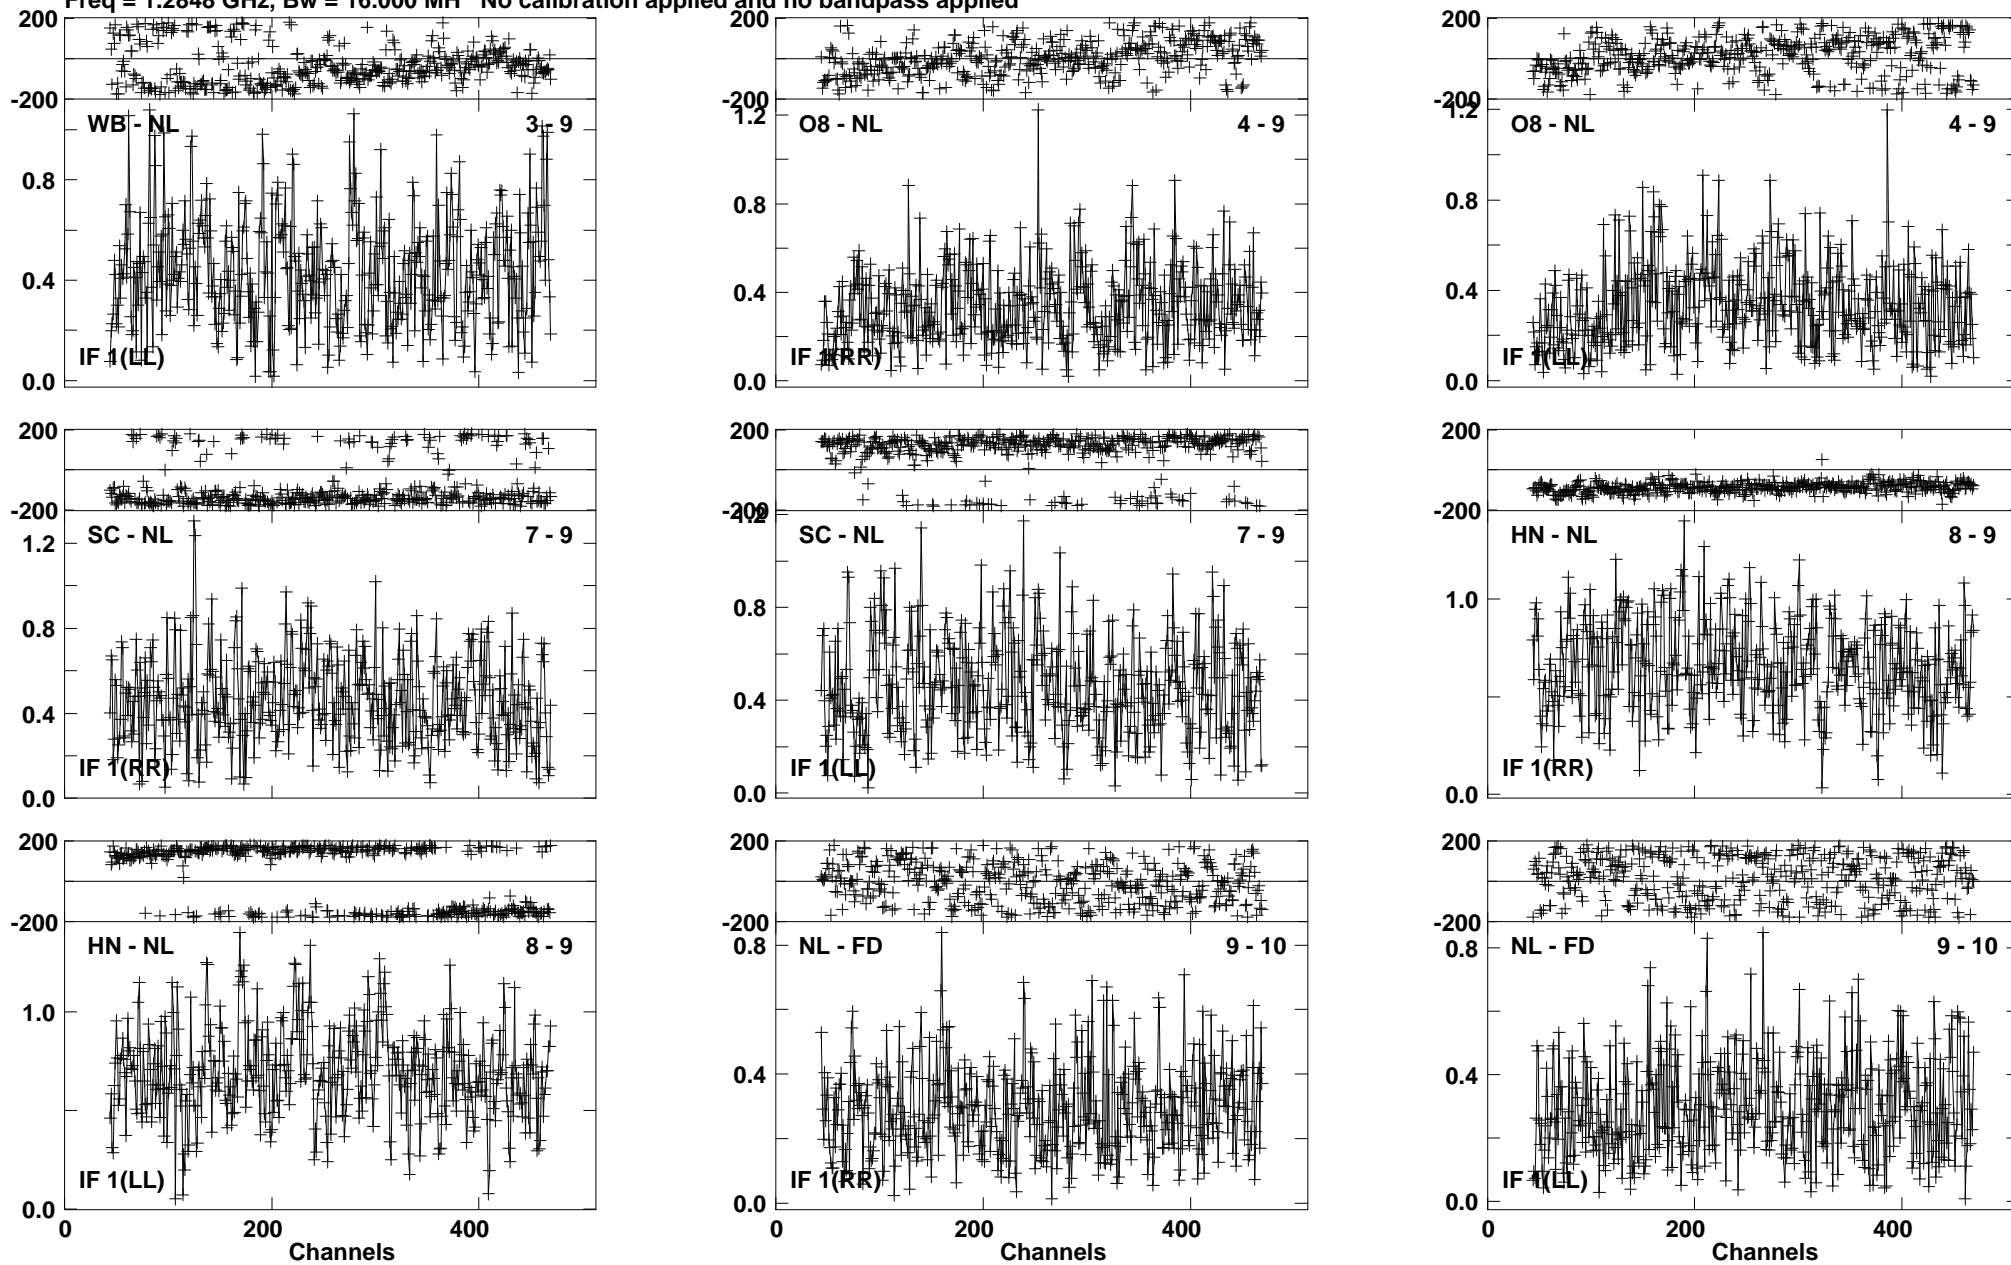 Freq = 1.2848 GHz, Bw = 16.000 MH No calibration applied and no bandpass applied
200 200 200
-200 -200 -200
WB - NL 3 - 9 O8 - NL 4 - 9 O8 - NL 4 - 9
1.2 1.2
0.8 0.8 0.8
0.4 0.4 0.4
IF 1(LL) IF 1(RR) IF 1(LL)
0.0 0.0 0.0
200 200 200
-200 -200 -200
SC - NL 7 - 9 SC - NL 7 - 9 HN - NL 8 - 9
1.2 1.2
0.8 0.8 1.0
0.4 0.4
IF 1(RR) IF 1(LL) IF 1(RR)
0.0 0.0 0.0
200 200 200
-200 -200 -200
HN - NL 8 - 9 NL - FD 9 - 10 NL - FD 9 - 10
1.0 0.8 0.8
0.4 0.4
IF 1(LL) IF 1(RR) IF 1(LL)
0.0 0.0 0.0
0 200 400 0 200 400 0 200 400
Channels Channels Channels